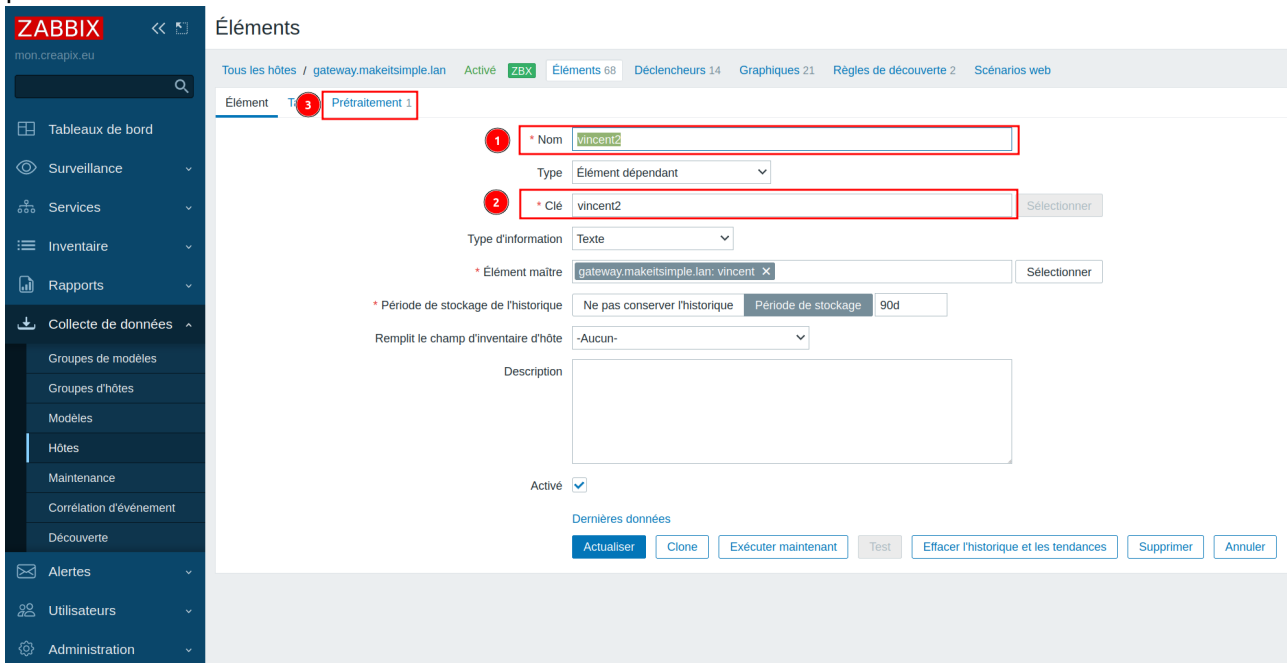 ZABBIX
mon.creapix.eu
Tableaux de bord
Surveillance
Services
Inventaire
Rapports
Collecte de données
Groupes de modèles
Groupes d'hôtes
Modèles
Hôtes
Maintenance
Corrélation d'événement
Découverte
Alertes
Utilisateurs
Administration
Éléments
Tous les hôtes / gateway.makeitsimple.lan Activé ZBX Éléments 68 Déclencheurs 14 Graphiques 21 Règles de découverte 2 Scénarios web
Élément 3 Prétraitement 1
1 * Nom vincent2
Type Élément dépendant
2 * Clé vincent2 Sélectionner
Type d'information Texte
* Élément maître gateway.makeitsimple.lan: vincent Sélectionner
* Période de stockage de l'historique Ne pas conserver l'historique Période de stockage 90d
Remplit le champ d'inventaire d'hôte -Aucun-
Description
Activé
Dernières données
Actualiser Clone Exécuter maintenant Test Effacer l'historique et les tendances Supprimer Annuler